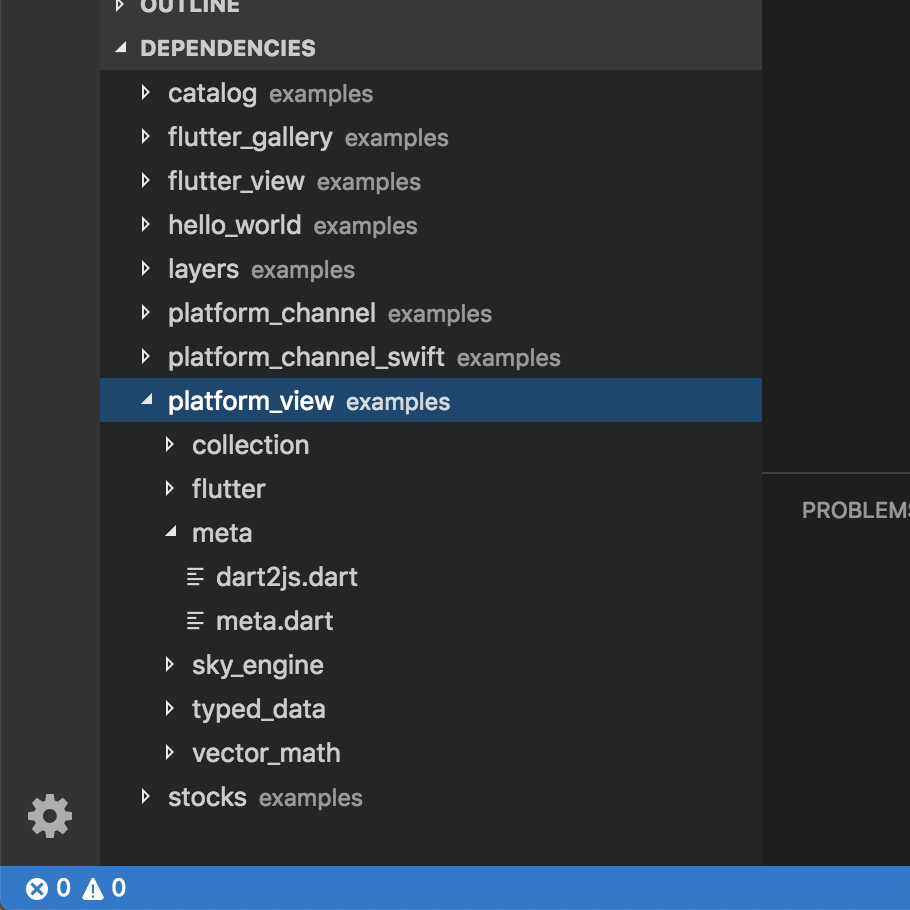 OUTLINE
DEPENDENCIES
catalog examples
flutter_gallery examples
flutter_view examples
hello_world examples
layers examples
platform_channel examples
platform_channel_swift examples
platform_view examples
collection
flutter
PROBLEMS
meta
dart2js.dart
meta.dart
sky_engine
typed_data
vector_math
stocks examples
0 0